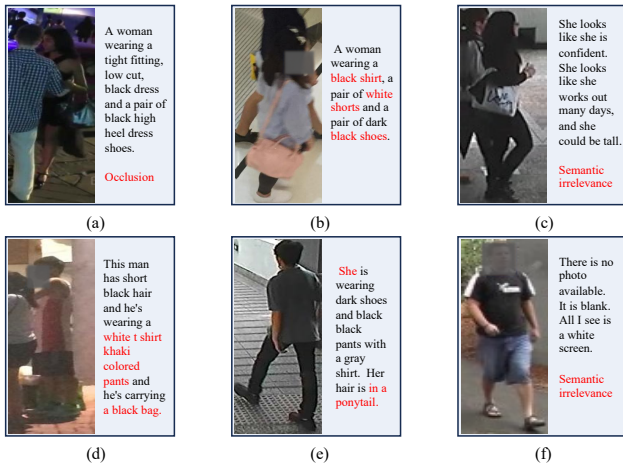 A woman
wearing a
tight fitting,
low cut,
black dress
and a pair of
black high
heel dress
shoes.
Occlusion
(a)
A woman
wearing a
black shirt, a
pair of white
shorts and a
pair of dark
black shoes.
(b)
She looks
like she is
confident.
She looks
like she
works out
many days,
and she
could be tall.
Semantic
irrelevance
(c)
This man
has short
black hair
and he's
wearing a
white t shirt
khaki
colored
pants and
he's carrying
a black bag.
(d)
She is
wearing
dark shoes
and black
black
pants with
a gray
shirt. Her
hair is in a
ponytail.
(e)
There is no
photo
available.
It is blank.
All I see is
a white
screen.
Semantic
irrelevance
(f)